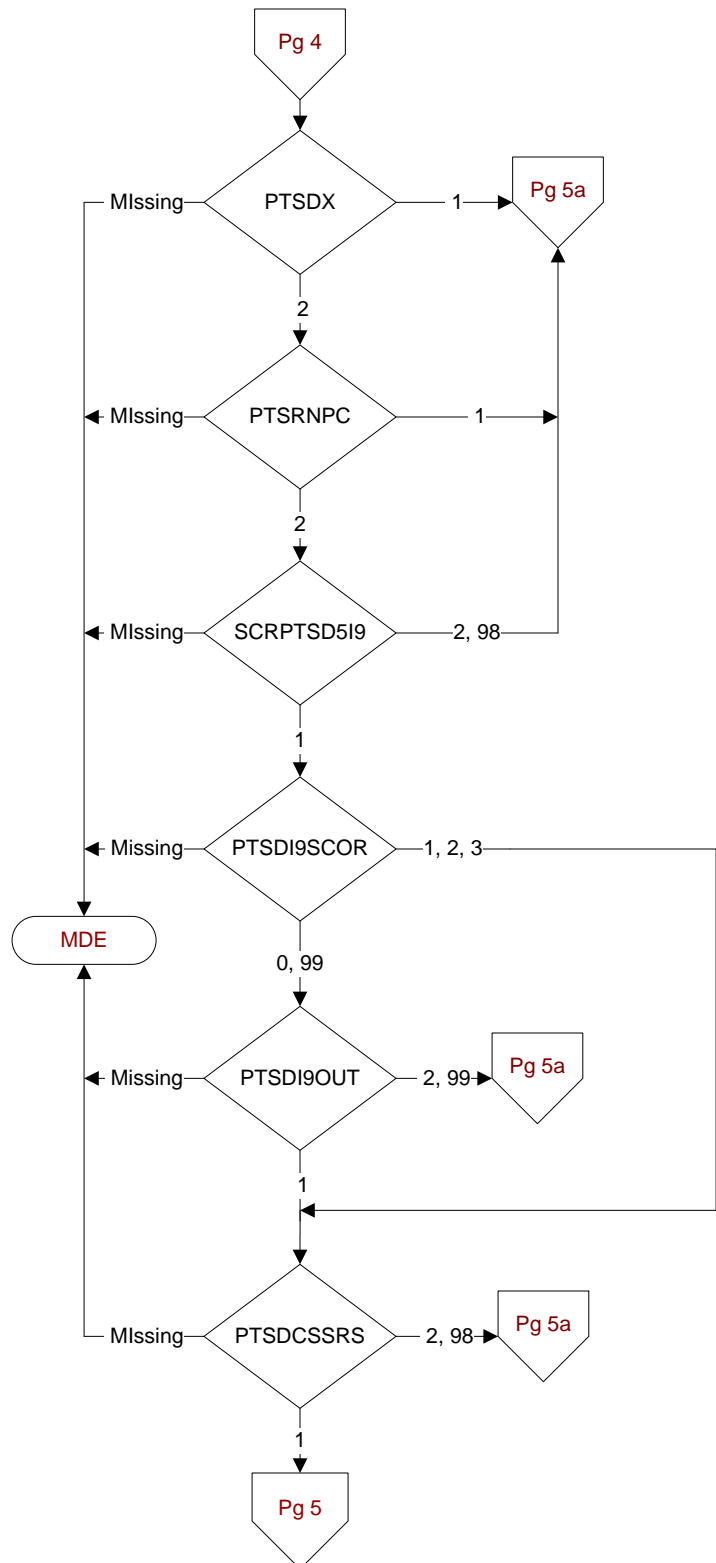 Pg 4
MIssing
PTSDX
1
Pg 5a
2
MIssing
PTSRNPC
1
2
MIssing
SCRPTSD5I9
2, 98
1
Missing
PTSDI9SCOR
1, 2, 3
MDE
0, 99
Missing
PTSDI9OUT
2, 99
Pg 5a
1
MIssing
PTSDCSSRS
2, 98
Pg 5a
1
Pg 5